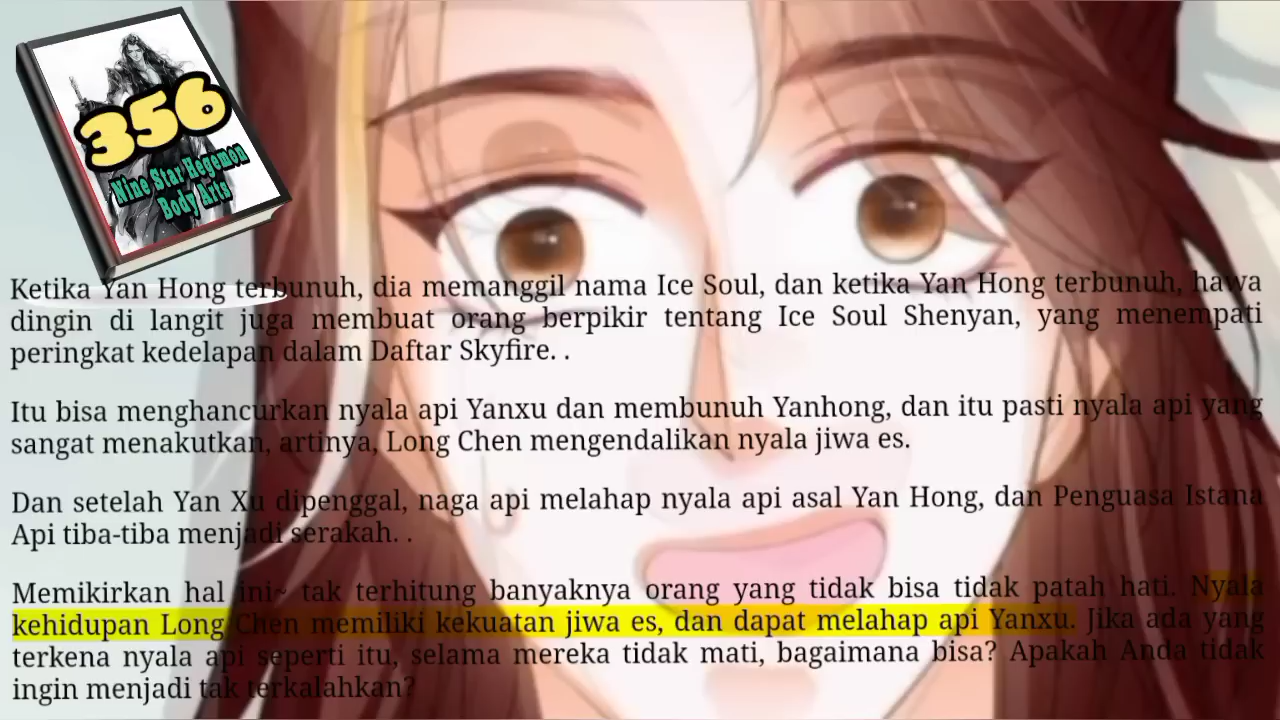 356
Nine Star Hegemon
Body Arts
Ketika Yan Hong terbunuh, dia memanggil nama Ice Soul, dan ketika Yan Hong terbunuh, hawa
dingin di langit juga membuat orang berpikir tentang Ice Soul Shenyan, yang menempati
peringkat kedelapan dalam Daftar Skyfire. .
Itu bisa menghancurkan nyala api Yanxu dan membunuh Yanhong, dan itu pasti nyala api yang
sangat menakutkan, artinya, Long Chen mengendalikan nyala jiwa es.
Dan setelah Yan Xu dipenggal, naga api melahap nyala api asal Yan Hong, dan Penguasa Istana
Api tiba-tiba menjadi serakah. .
Memikirkan hal ini~ tak terhitung banyaknya orang yang tidak bisa tidak patah hati. Nyala
kehidupan Long Chen memiliki kekuatan jiwa es, dan dapat melahap api Yanxu. Jika ada yang
terkena nyala api seperti itu, selama mereka tidak mati, bagaimana bisa? Apakah Anda tidak
ingin menjadi tak terkalahkan?